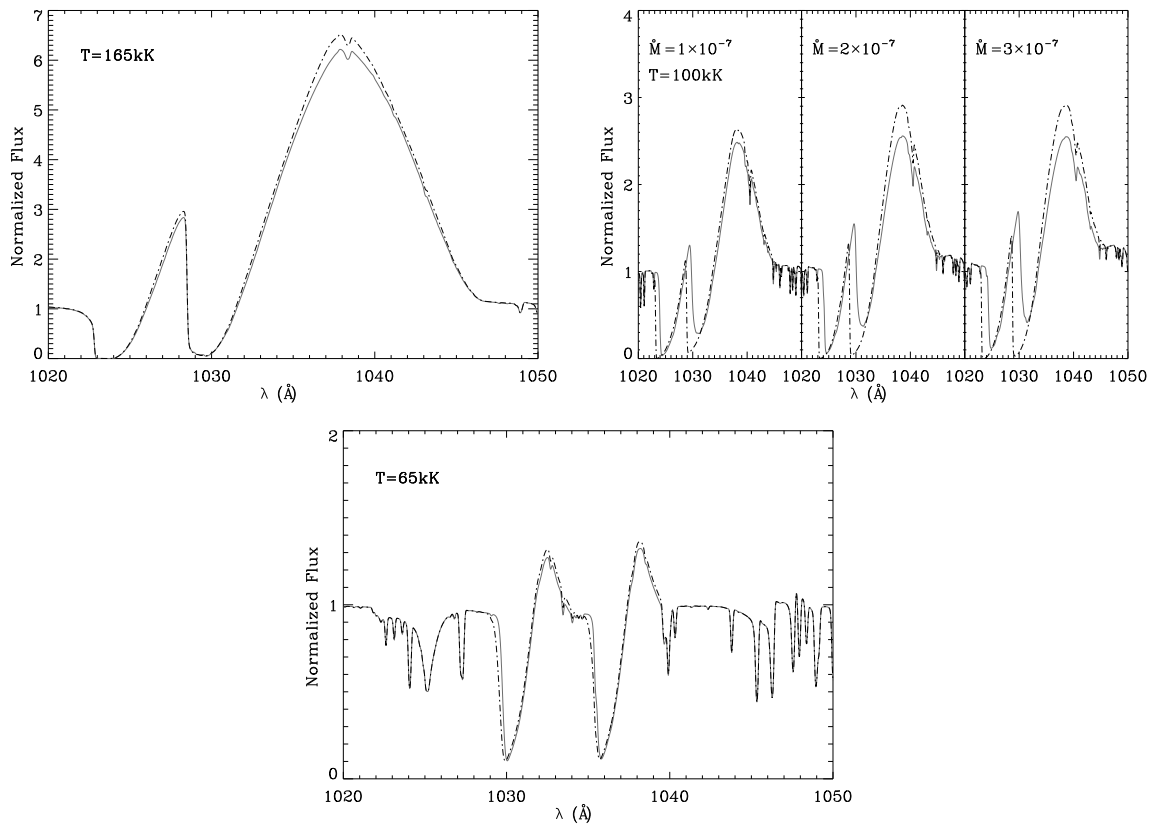 7
6
5
4
3
2
1
0
Normalized Flux
T=165kK
1020 1030 1040 1050
λ (Å)
4
3
2
1
0
Normalized Flux
Ṁ=1×10⁻⁷
T=100kK
Ṁ=2×10⁻⁷
Ṁ=3×10⁻⁷
1020 1030 1040 1020 1030 1040 1020 1030 1040 1050
λ (Å)
2
1
0
Normalized Flux
T=65kK
1020 1030 1040 1050
λ (Å)